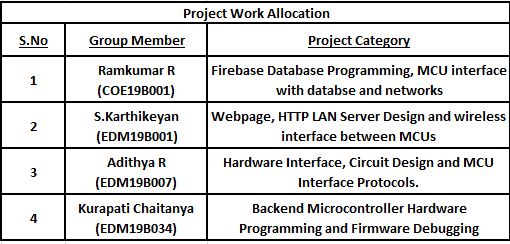 Project Work Allocation
S.No Group Member Project Category
1 Ramkumar R (COE19B001) Firebase Database Programming, MCU interface
with databse and networks
2 S.Karthikeyan (EDM19B001) Webpage, HTTP LAN Server Design and wireless
interface between MCUs
3 Adithya R (EDM19B007) Hardware Interface, Circuit Design and MCU
Interface Protocols.
4 Kurapati Chaitanya (EDM19B034) Backend Microcontroller Hardware
Programming and Firmware Debugging